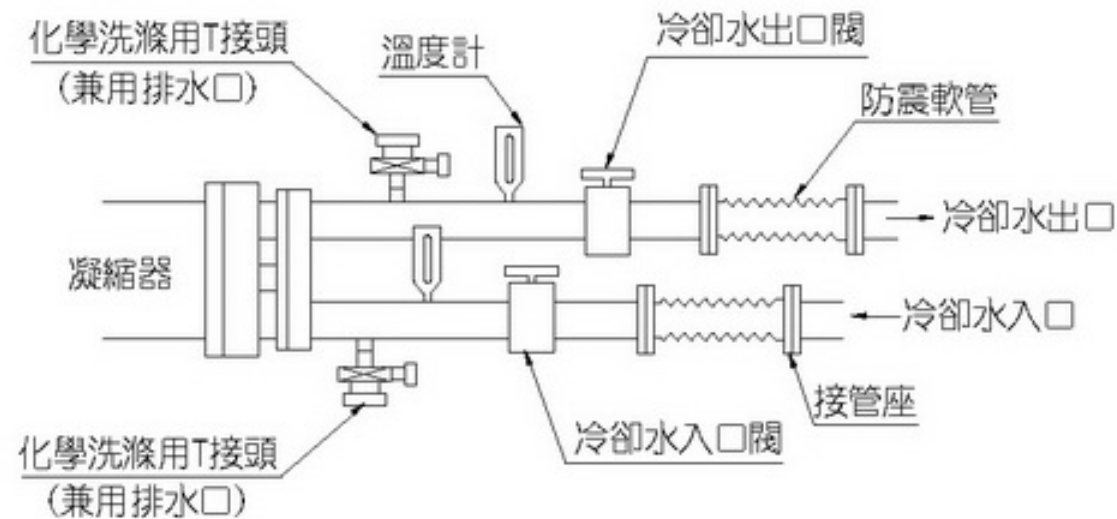 化學洗滌用T接頭
(兼用排水口)
溫度計
冷卻水出口閥
防震軟管
冷卻水出口
凝縮器
冷卻水入口
接管座
冷卻水入口閥
化學洗滌用T接頭
(兼用排水口)